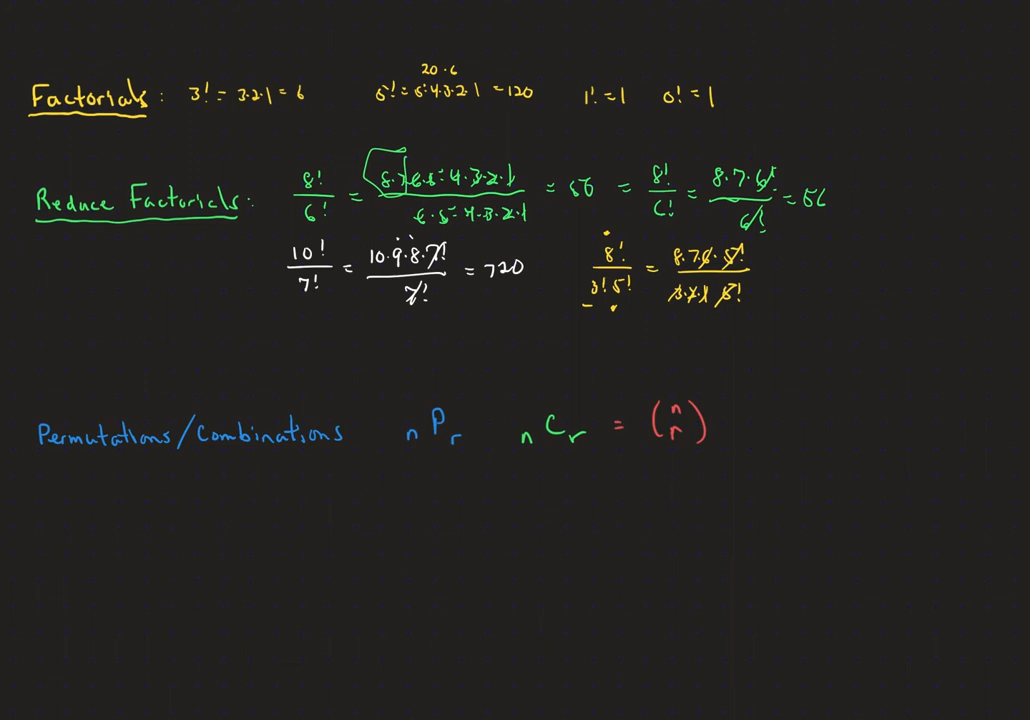 20·6
Factorials: 3! = 3·2·1 = 6 5! = 5·4·3·2·1 = 120 1! = 1 0! = 1
Reduce Factorials: 8!/6! = 8·7·6·5·4·3·2·1/6·5·4·3·2·1 = 56 = 8!/6! = 8·7·6!/6! = 56
10!/7! = 10·9·8·7!/7! = 720 8!/3!5! = 8·7·6·5!/3·2·1 5!
Permutations/Combinations nPr nCr = (n r)